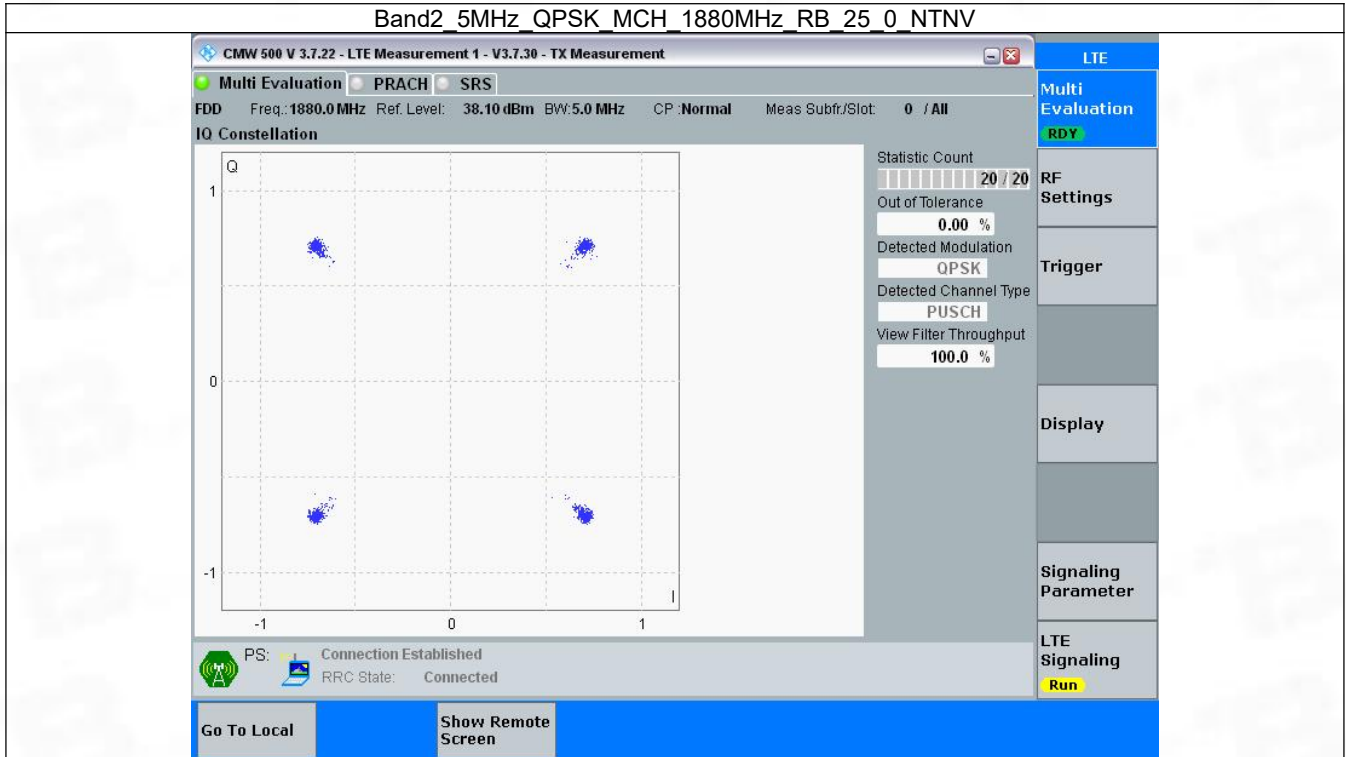 Band2_5MHz_QPSK_MCH_1880MHz_RB_25_0_NTNV
CMW 500 V 3.7.22 - LTE Measurement 1 - V3.7.30 - TX Measurement
LTE
Multi Evaluation PRACH SRS
FDD Freq.: 1880.0 MHz Ref. Level: 38.10 dBm BW: 5.0 MHz CP : Normal Meas Subfr./Slot: 0 / All
IQ Constellation
Q
1
0
-1
I
-1 0 1
Statistic Count
20 / 20
Out of Tolerance
0.00 %
Detected Modulation
QPSK
Detected Channel Type
PUSCH
View Filter Throughput
100.0 %
Multi
Evaluation
RDY
RF
Settings
Trigger
Display
Signaling
Parameter
LTE
Signaling
Run
PS: Connection Established
RRC State: Connected
Go To Local
Show Remote
Screen